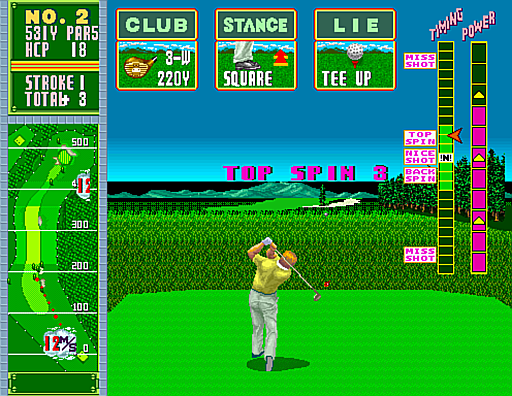 NO. 2
531Y PAR5
HCP 18
STROKE 1
TOTAL+ 3
CLUB
3-W
220Y
STANCE
SQUARE
LIE
TEE UP
TIMING
POWER
MISS
SHOT
TOP
SPIN
NICE
SHOT
!N!
BACK
SPIN
MISS
SHOT
TOP SPIN 3
500
400
12
300
200
100
12M/S
0